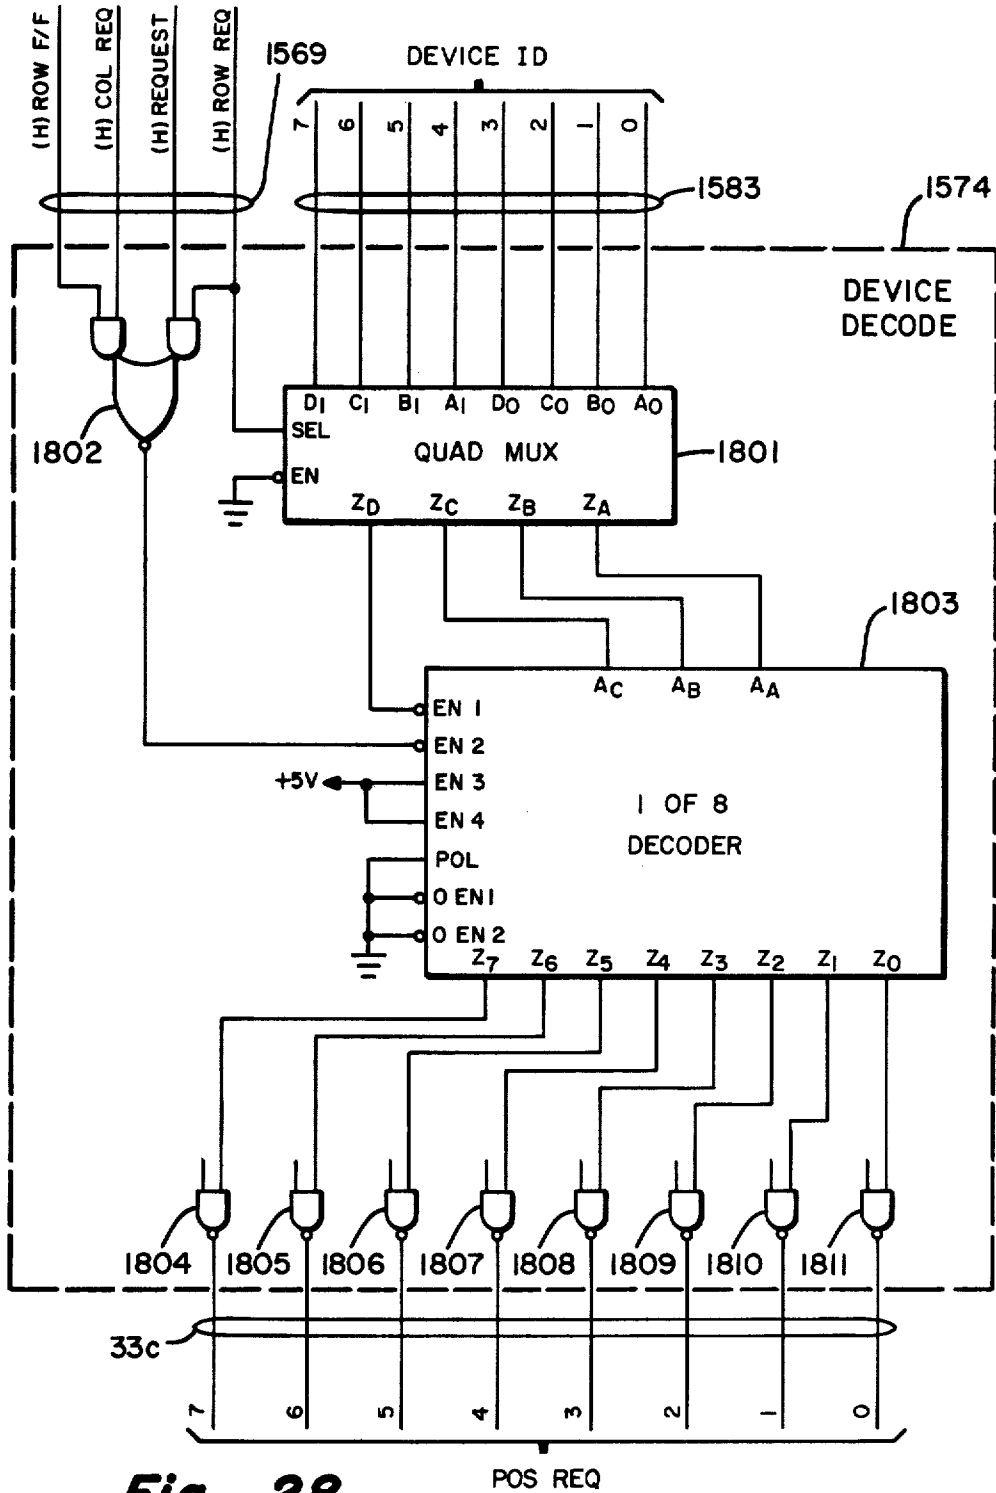 (H) ROW F/F
(H) COL REQ
(H) REQUEST
(H) ROW REQ
1569
DEVICE ID
7 6 5 4 3 2 1 0
1583
1574
DEVICE
DECODE
D1 C1 B1 A1 D0 C0 B0 A0
SEL
QUAD MUX
1801
1802
EN
ZD ZC ZB ZA
1803
AC AB AA
EN 1
EN 2
+5V
EN 3
1 OF 8
EN 4
DECODER
POL
O EN1
O EN 2
Z7 Z6 Z5 Z4 Z3 Z2 Z1 Z0
1804 1805 1806 1807 1808 1809 1810 1811
33c
7 6 5 4 3 2 1 0
POS REQ